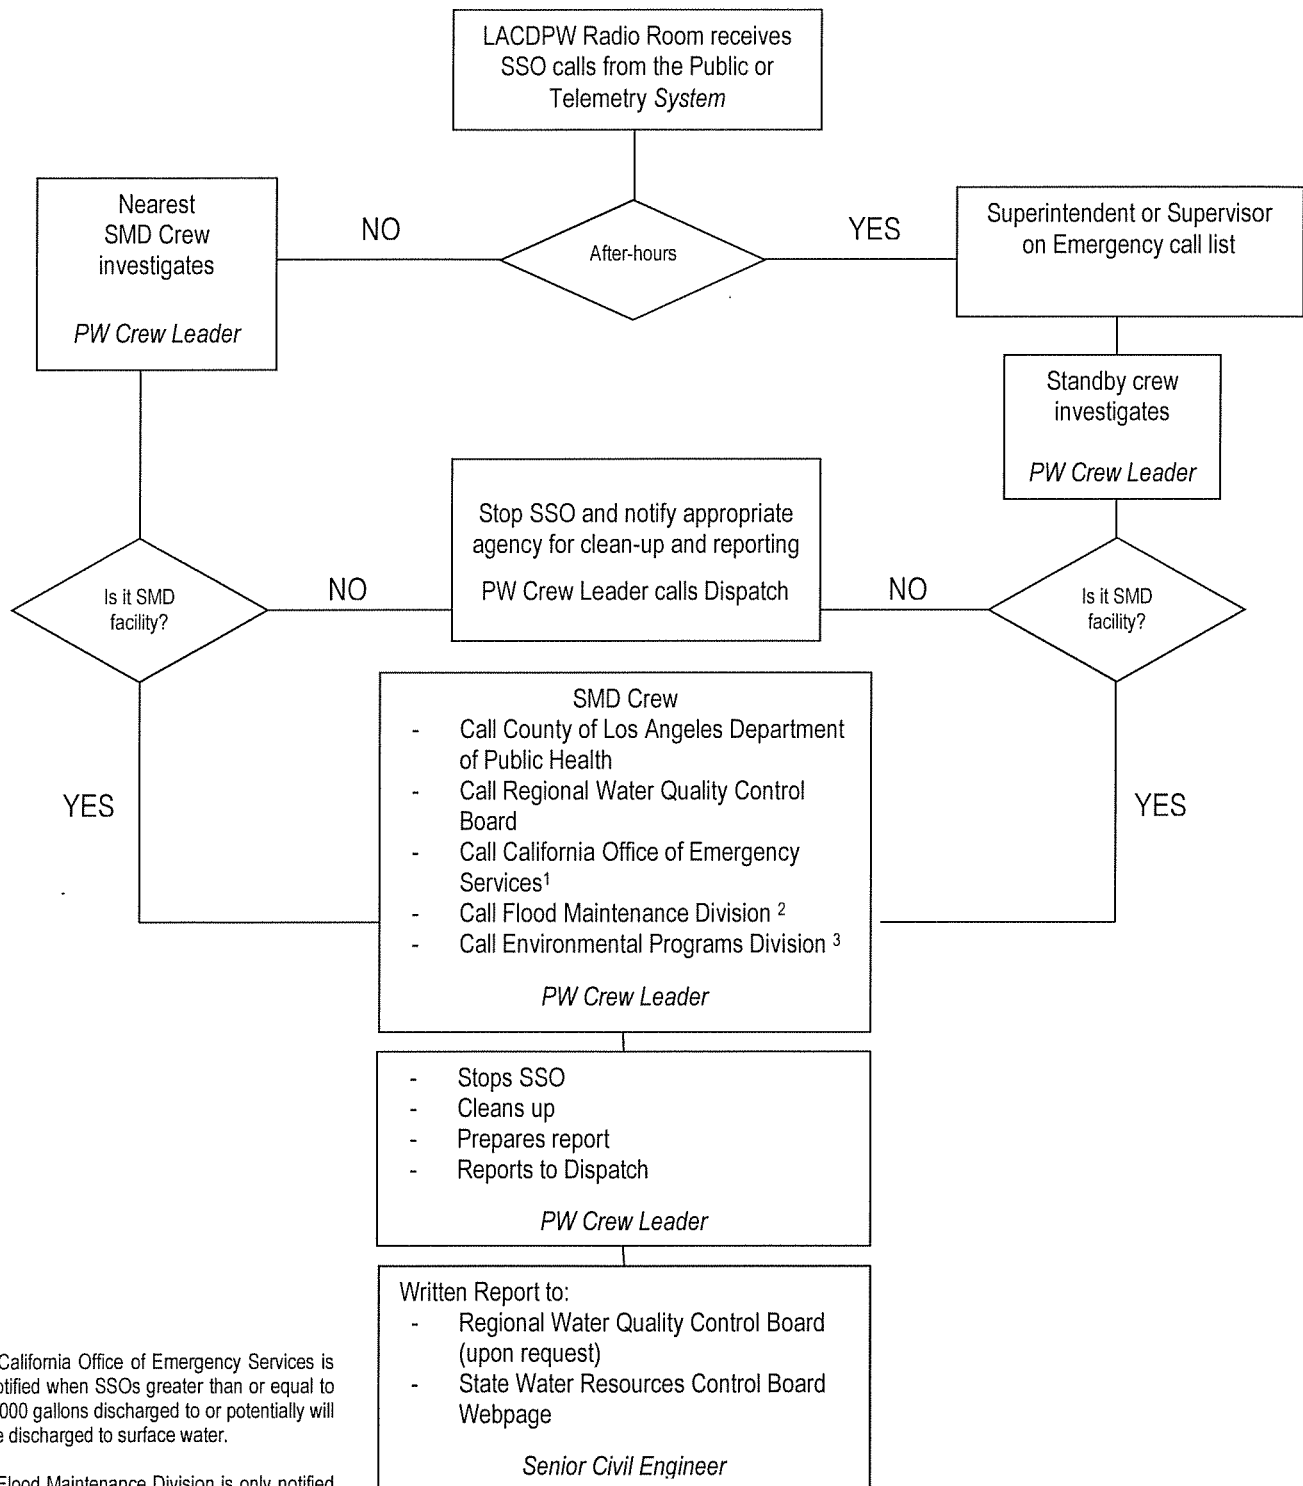 LACDPW Radio Room receives
SSO calls from the Public or
Telemetry System
Nearest
SMD Crew
investigates
PW Crew Leader
NO
After-hours
YES
Superintendent or Supervisor
on Emergency call list
Standby crew
investigates
PW Crew Leader
Stop SSO and notify appropriate
agency for clean-up and reporting
PW Crew Leader calls Dispatch
Is it SMD
facility?
NO
NO
Is it SMD
facility?
YES
YES
SMD Crew
- Call County of Los Angeles Department
of Public Health
- Call Regional Water Quality Control
Board
- Call California Office of Emergency
Services¹
- Call Flood Maintenance Division ²
- Call Environmental Programs Division ³
PW Crew Leader
- Stops SSO
- Cleans up
- Prepares report
- Reports to Dispatch
PW Crew Leader
Written Report to:
- Regional Water Quality Control Board
(upon request)
- State Water Resources Control Board
Webpage
Senior Civil Engineer
California Office of Emergency Services is
notified when SSOs greater than or equal to
000 gallons discharged to or potentially will
be discharged to surface water.
Flood Maintenance Division is only notified